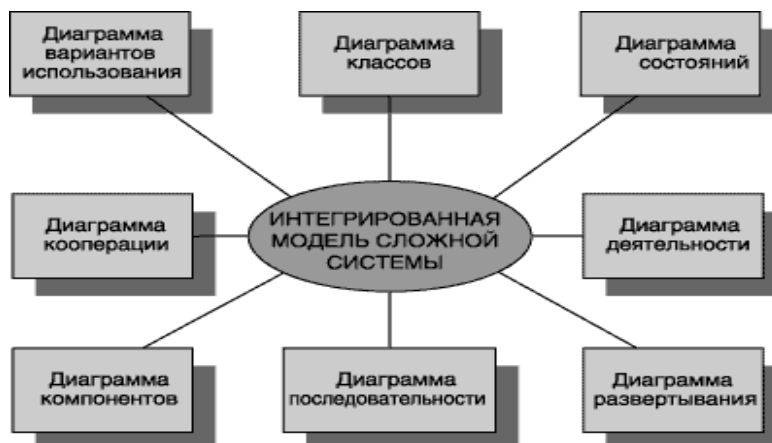 Диаграмма
вариантов
использования
Диаграмма
классов
Диаграмма
состояний
Диаграмма
кооперации
ИНТЕГРИРОВАННАЯ
МОДЕЛЬ СЛОЖНОЙ
СИСТЕМЫ
Диаграмма
деятельности
Диаграмма
компонентов
Диаграмма
последовательности
Диаграмма
развертывания